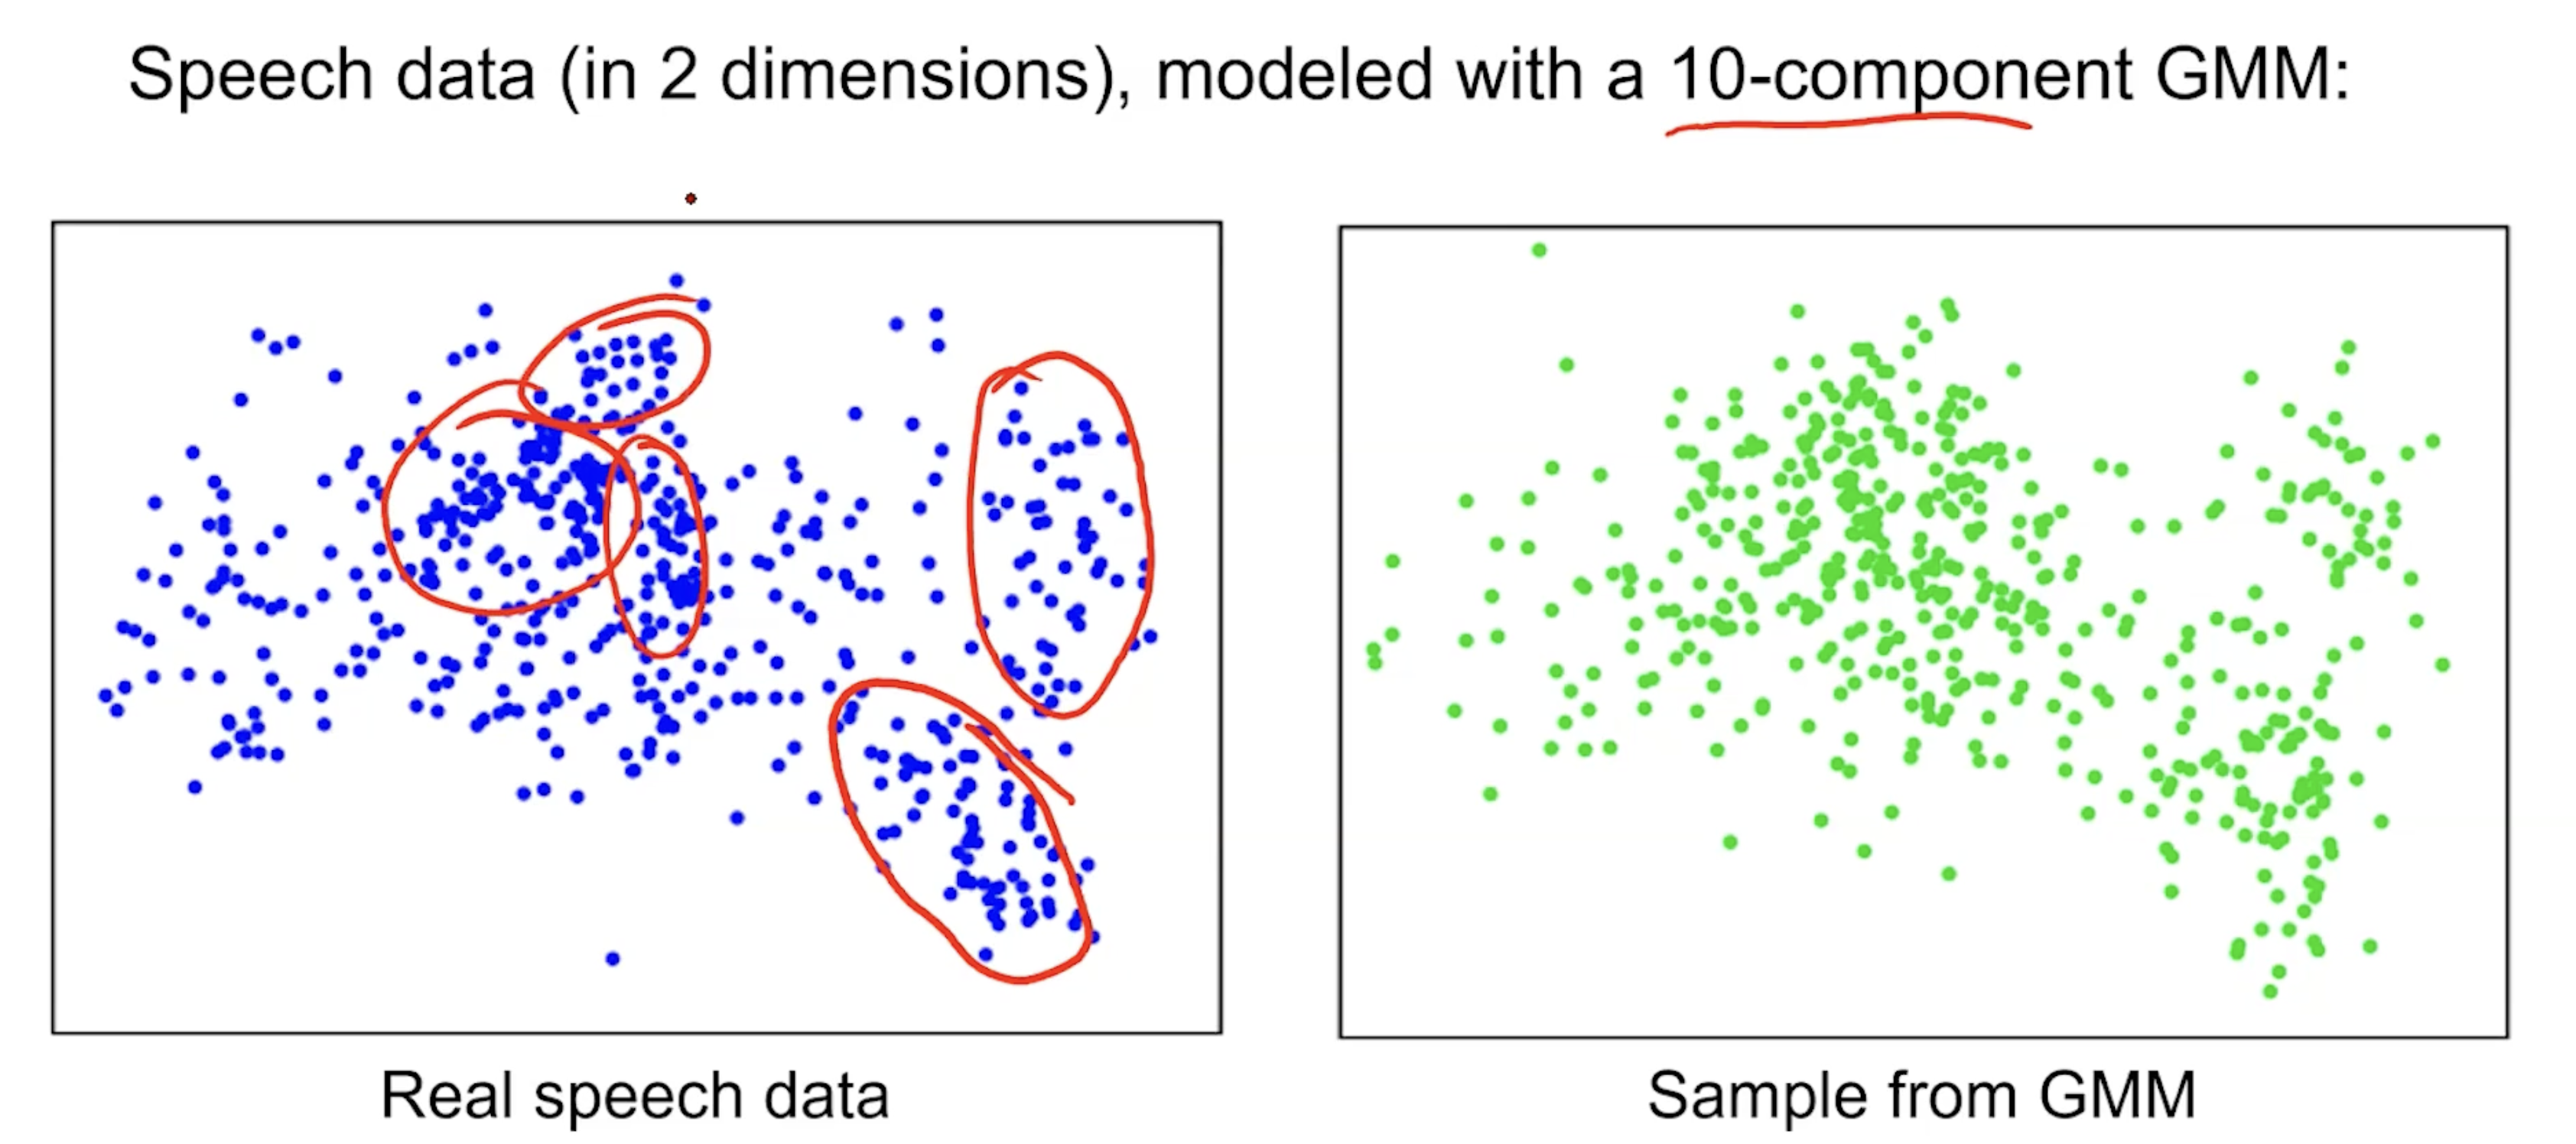 Speech data (in 2 dimensions), modeled with a 10-component GMM:
Real speech data
Sample from GMM